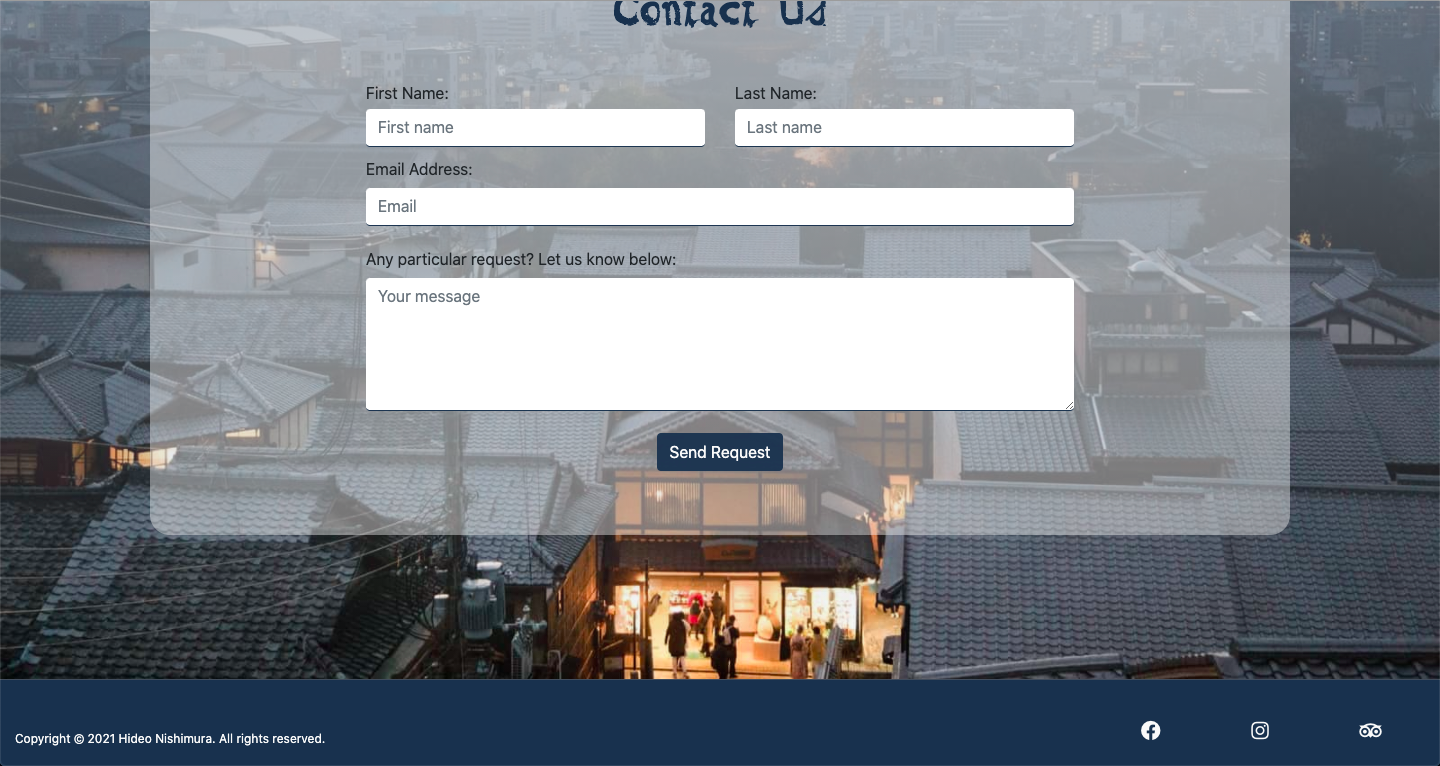 Contact Us
First Name: Last Name:
First name Last name
Email Address:
Email
Any particular request? Let us know below:
Your message
Send Request
Copyright © 2021 Hideo Nishimura. All rights reserved.